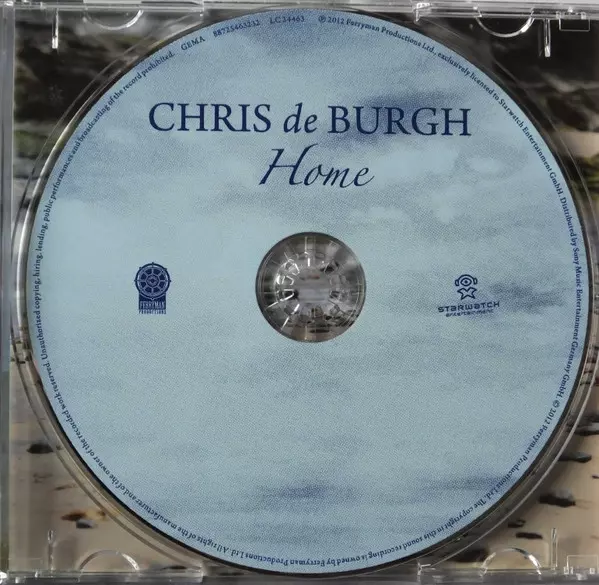 CHRIS de BURGH
Home
FERRYMAN
PRODUCTIONS
STARWATCH
entertainment
GEMA 88725463232 LC 24463 ℗ 2012 Ferryman Productions Ltd., exclusively licensed to Starwatch Entertainment GmbH. Distributed by Sony Music Entertainment Germany GmbH. © 2012 Ferryman Productions Ltd. The copyright in this sound recording is owned by Ferryman Productions Ltd. All rights of the manufacturer and of the owner of the recorded work reserved. Unauthorized copying, hiring, lending, public performances and broadcasting of the record prohibited.